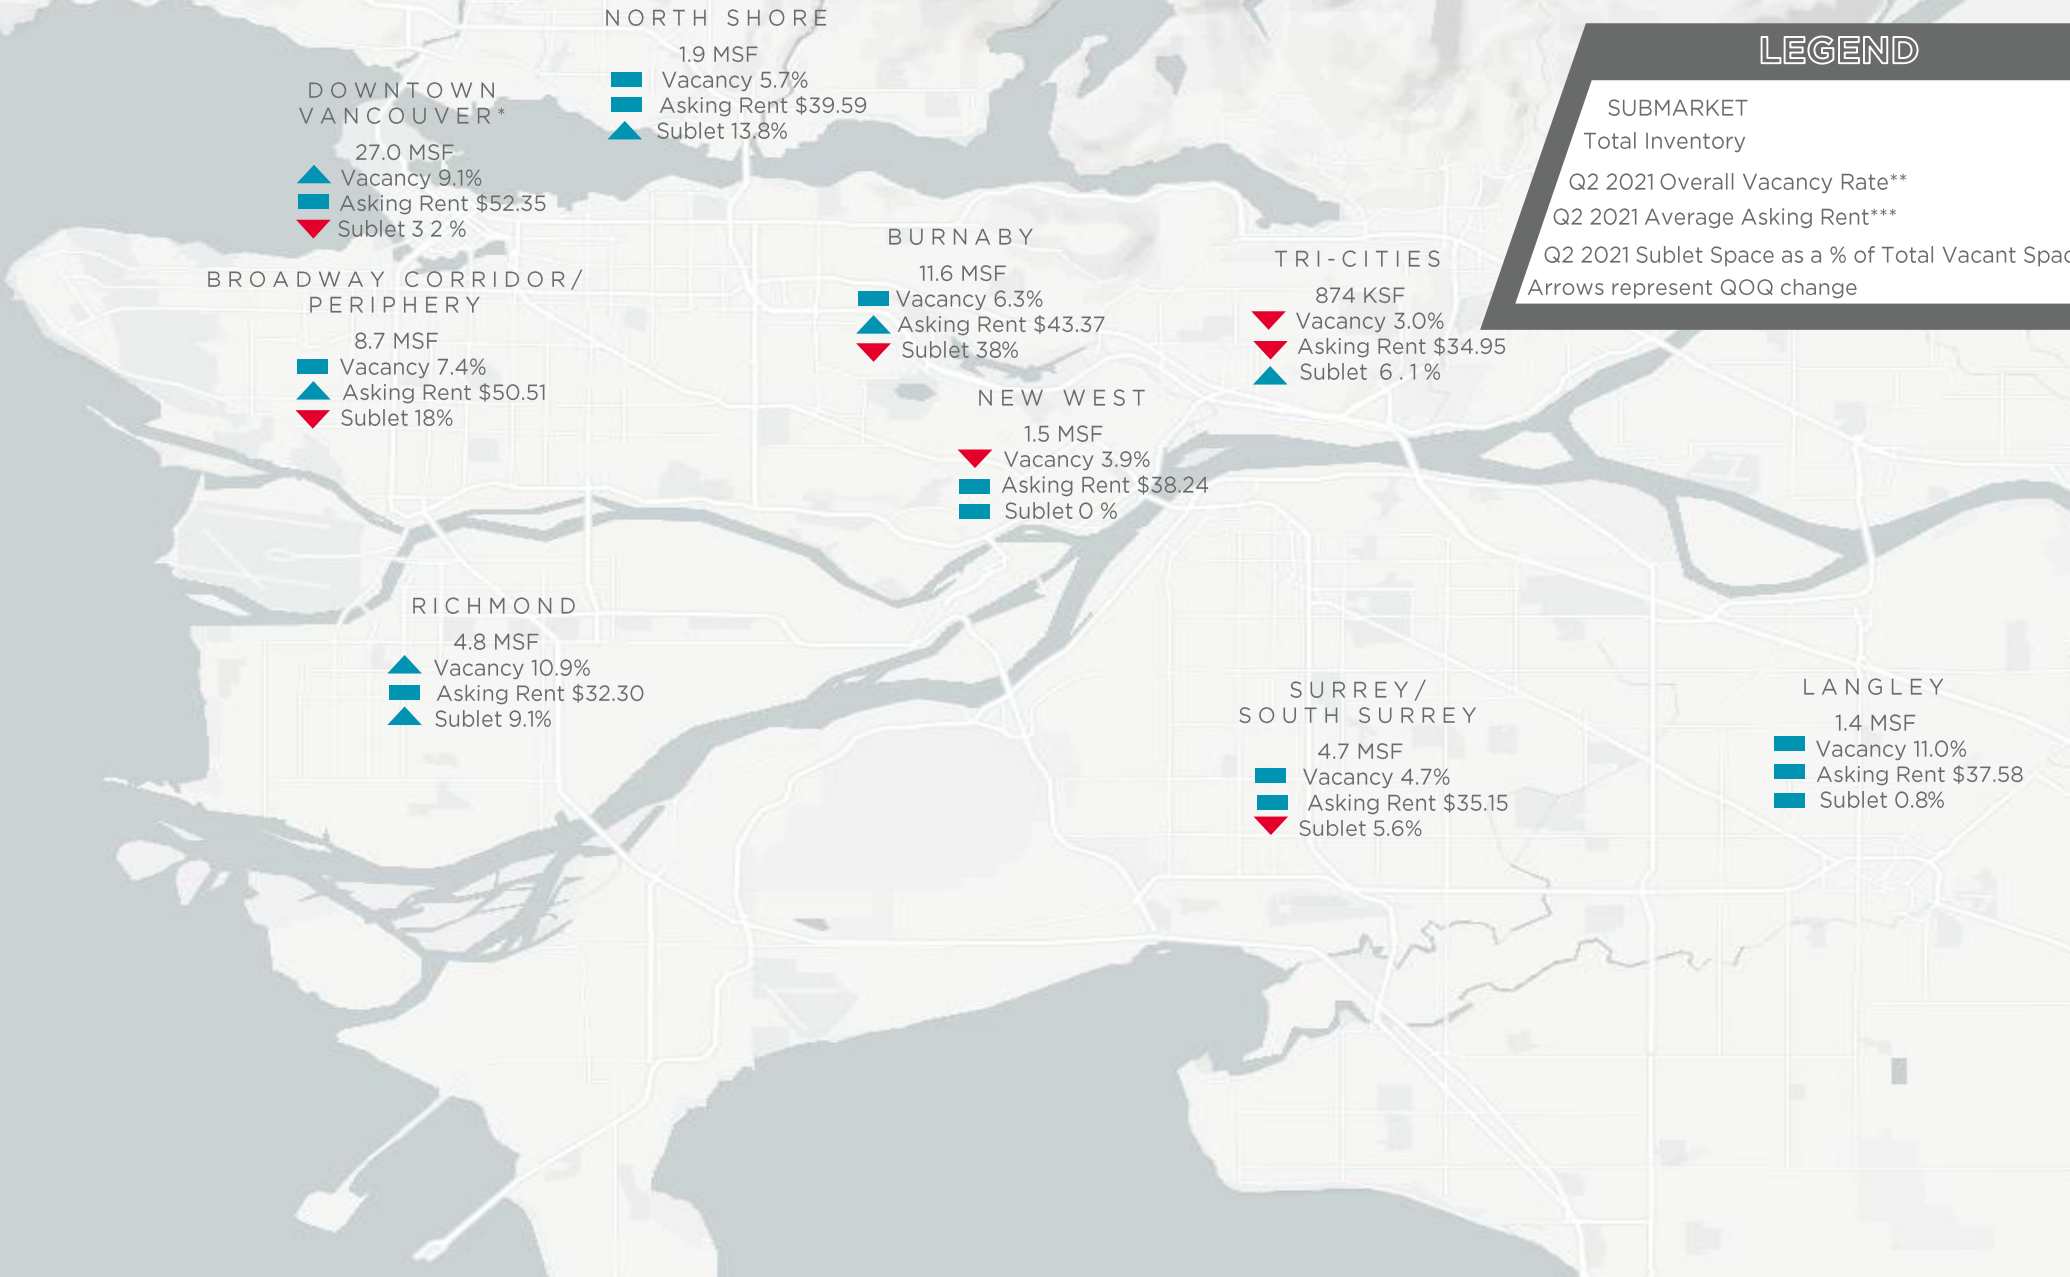 NORTH SHORE
1.9 MSF
Vacancy 5.7%
Asking Rent $39.59
Sublet 13.8%
DOWNTOWN
VANCOUVER*
27.0 MSF
Vacancy 9.1%
Asking Rent $52.35
Sublet 3 2 %
BROADWAY CORRIDOR/
PERIPHERY
8.7 MSF
Vacancy 7.4%
Asking Rent $50.51
Sublet 18%
BURNABY
11.6 MSF
Vacancy 6.3%
Asking Rent $43.37
Sublet 38%
TRI-CITIES
874 KSF
Vacancy 3.0%
Asking Rent $34.95
Sublet 6 . 1 %
NEW WEST
1.5 MSF
Vacancy 3.9%
Asking Rent $38.24
Sublet 0 %
RICHMOND
4.8 MSF
Vacancy 10.9%
Asking Rent $32.30
Sublet 9.1%
SURREY/
SOUTH SURREY
4.7 MSF
Vacancy 4.7%
Asking Rent $35.15
Sublet 5.6%
LANGLEY
1.4 MSF
Vacancy 11.0%
Asking Rent $37.58
Sublet 0.8%
LEGEND
SUBMARKET
Total Inventory
Q2 2021 Overall Vacancy Rate**
Q2 2021 Average Asking Rent***
Q2 2021 Sublet Space as a % of Total Vacant Spac
Arrows represent QOQ change